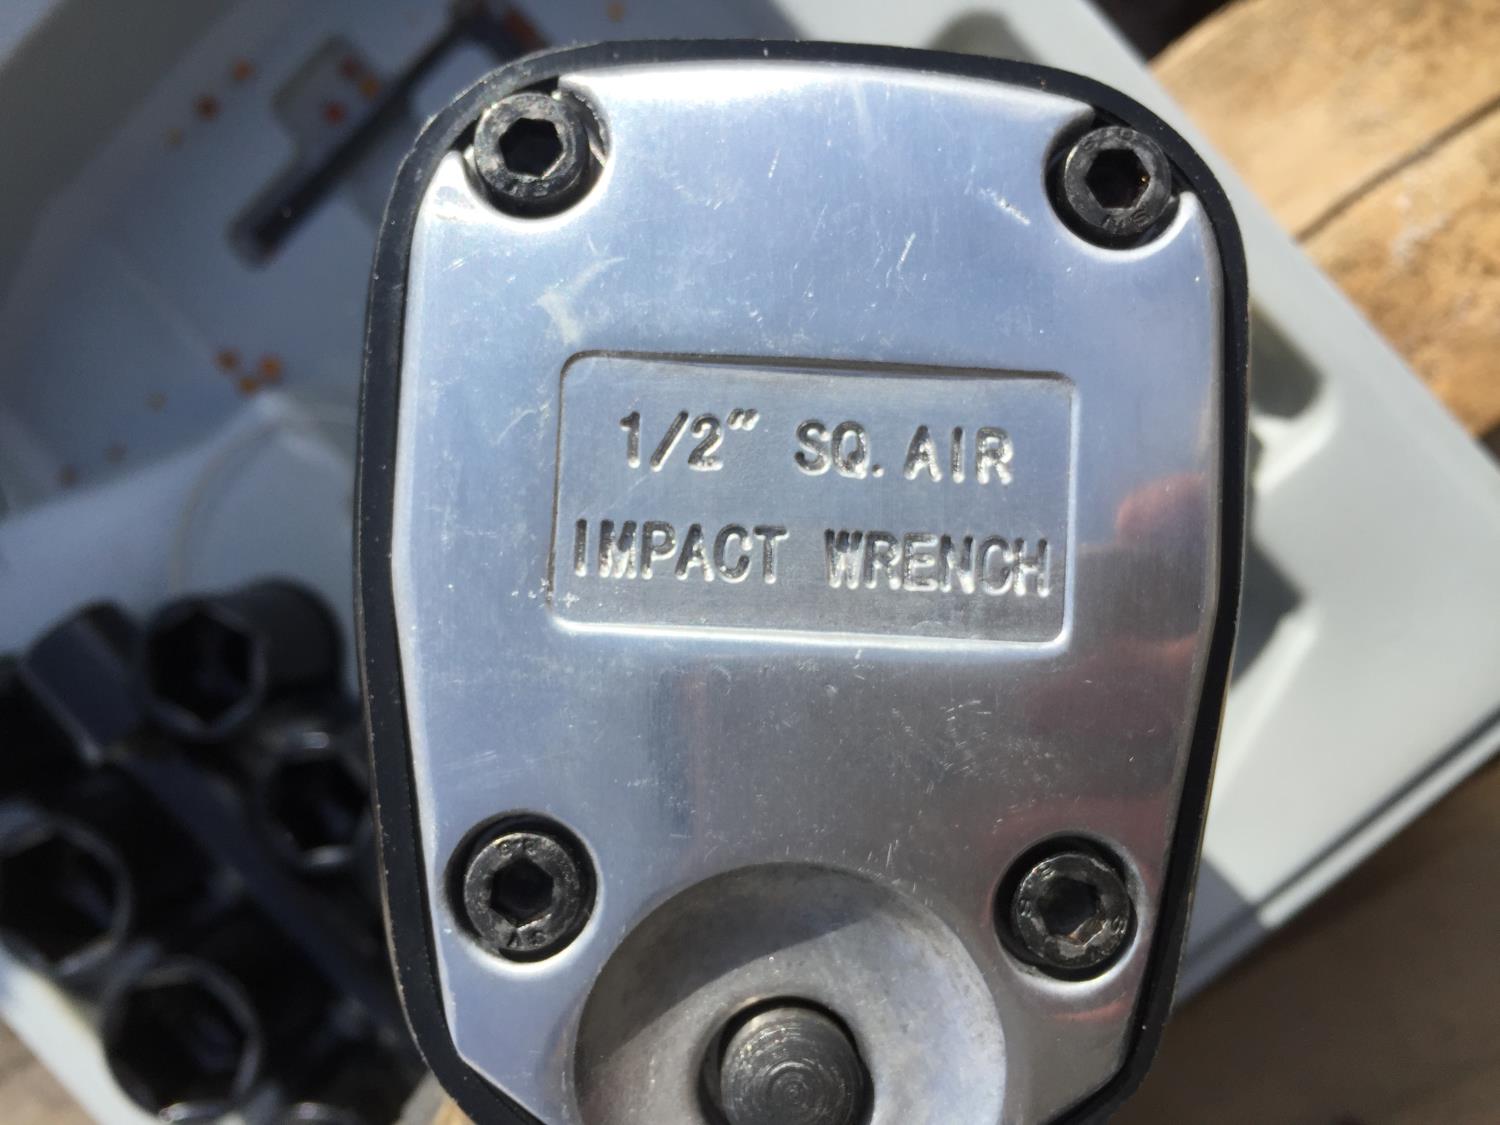 1/2" SQ. AIR
IMPACT WRENCH